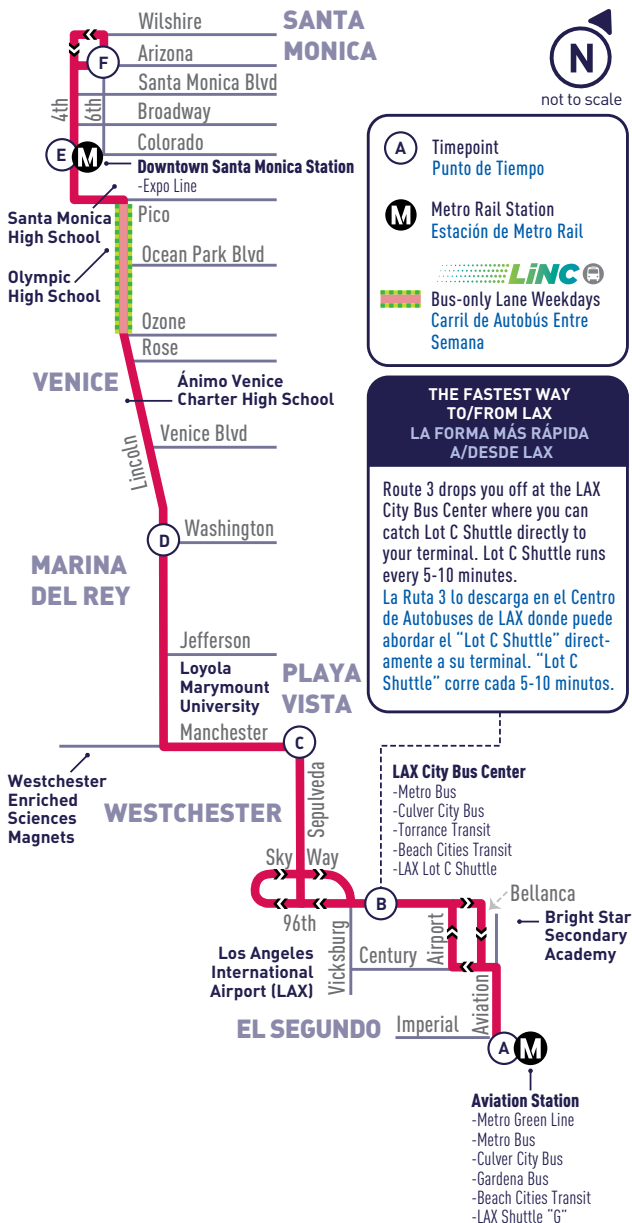 Wilshire
SANTA
MONICA
Arizona
F
Santa Monica Blvd
4th
6th
Broadway
Colorado
E
M
Downtown Santa Monica Station
-Expo Line
Santa Monica
High School
Pico
Olympic
High School
Ocean Park Blvd
Ozone
Rose
VENICE
Ánimo Venice
Charter High School
Lincoln
Venice Blvd
D
Washington
MARINA
DEL REY
Jefferson
Loyola
Marymount
University
PLAYA
VISTA
Manchester
C
Westchester
Enriched
Sciences
Magnets
WESTCHESTER
Sepulveda
Sky Way
96th
B
Vicksburg
Los Angeles
International
Airport (LAX)
Century
Airport
Bellanca
Bright Star
Secondary
Academy
Aviation
EL SEGUNDO
Imperial
A
M
Aviation Station
-Metro Green Line
-Metro Bus
-Culver City Bus
-Gardena Bus
-Beach Cities Transit
-LAX Shuttle "G"
N
not to scale
A
Timepoint
Punto de Tiempo
M
Metro Rail Station
Estación de Metro Rail
LiNC
Bus-only Lane Weekdays
Carril de Autobús Entre
Semana
THE FASTEST WAY
TO/FROM LAX
LA FORMA MÁS RÁPIDA
A/DESDE LAX
Route 3 drops you off at the LAX
City Bus Center where you can
catch Lot C Shuttle directly to
your terminal. Lot C Shuttle runs
every 5-10 minutes.
La Ruta 3 lo descarga en el Centro
de Autobuses de LAX donde puede
abordar el "Lot C Shuttle" direct-
amente a su terminal. "Lot C
Shuttle" corre cada 5-10 minutos.
LAX City Bus Center
-Metro Bus
-Culver City Bus
-Torrance Transit
-Beach Cities Transit
-LAX Lot C Shuttle